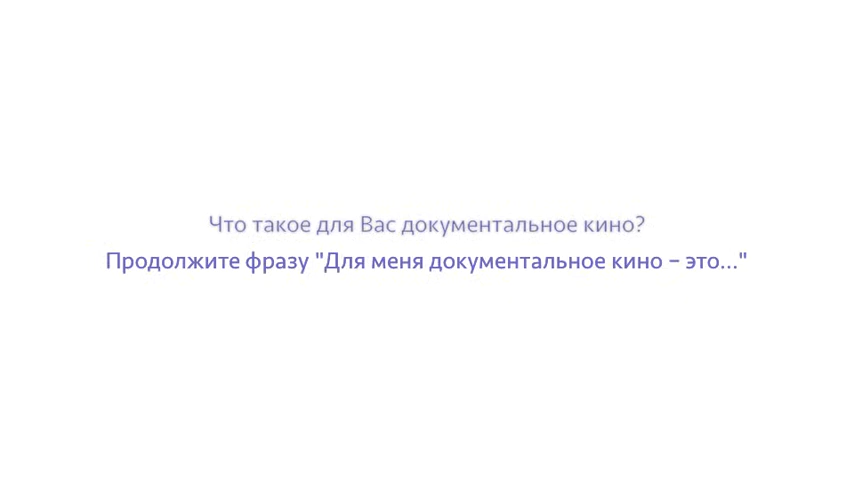 Что такое для Вас документальное кино?
Продолжите фразу "Для меня документальное кино – это..."